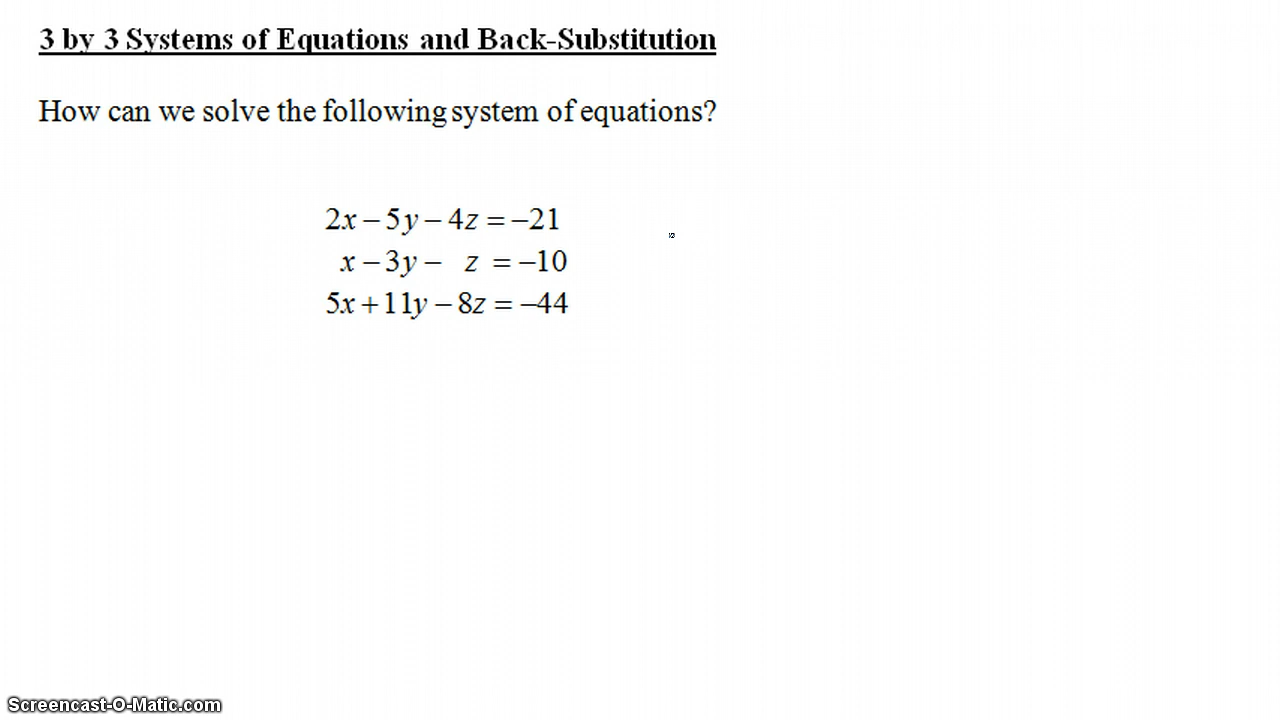 3 by 3 Systems of Equations and Back-Substitution
How can we solve the following system of equations?
2x – 5y – 4z = –21
x – 3y –   z = –10
5x + 11y – 8z = –44
Screencast-O-Matic.com